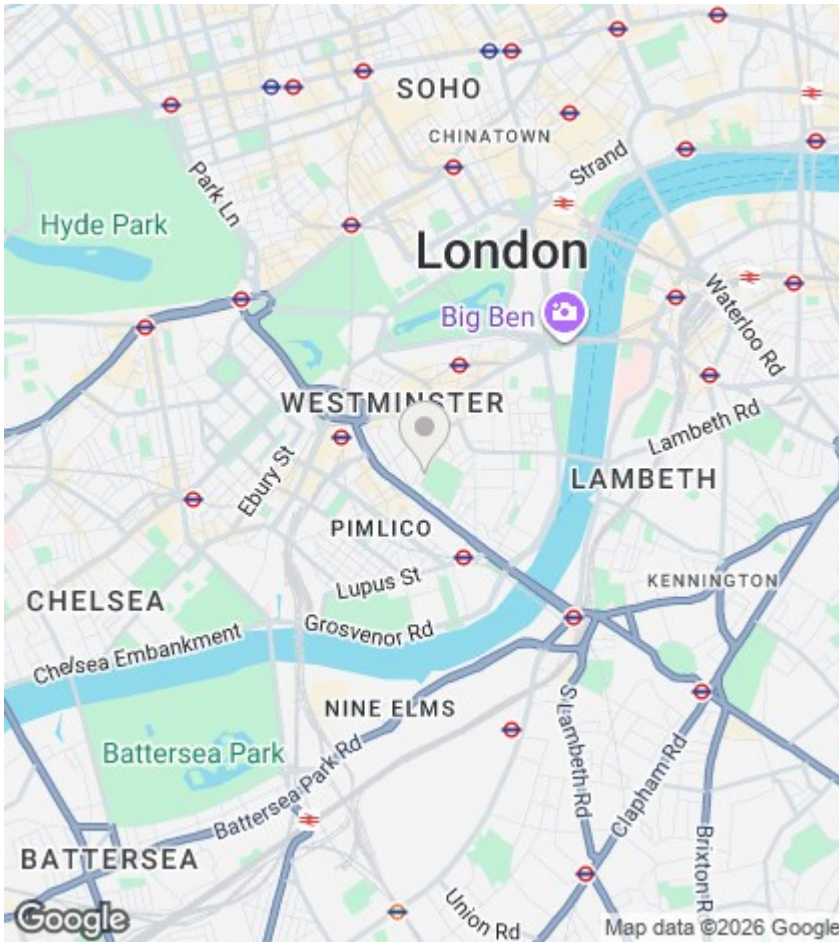 SOHO
CHINATOWN
Strand
Park Ln
Hyde Park
London
Big Ben
Waterloo Rd
WESTMINSTER
Lambeth Rd
Ebury St
LAMBETH
PIMLICO
Lupus St
KENNINGTON
CHELSEA
Grosvenor Rd
Chelsea Embankment
NINE ELMS
S Lambeth Rd
Battersea Park
Battersea Park Rd
Clapham Rd
Brixton R
BATTERSEA
Union Rd
Google
Map data ©2026 Google